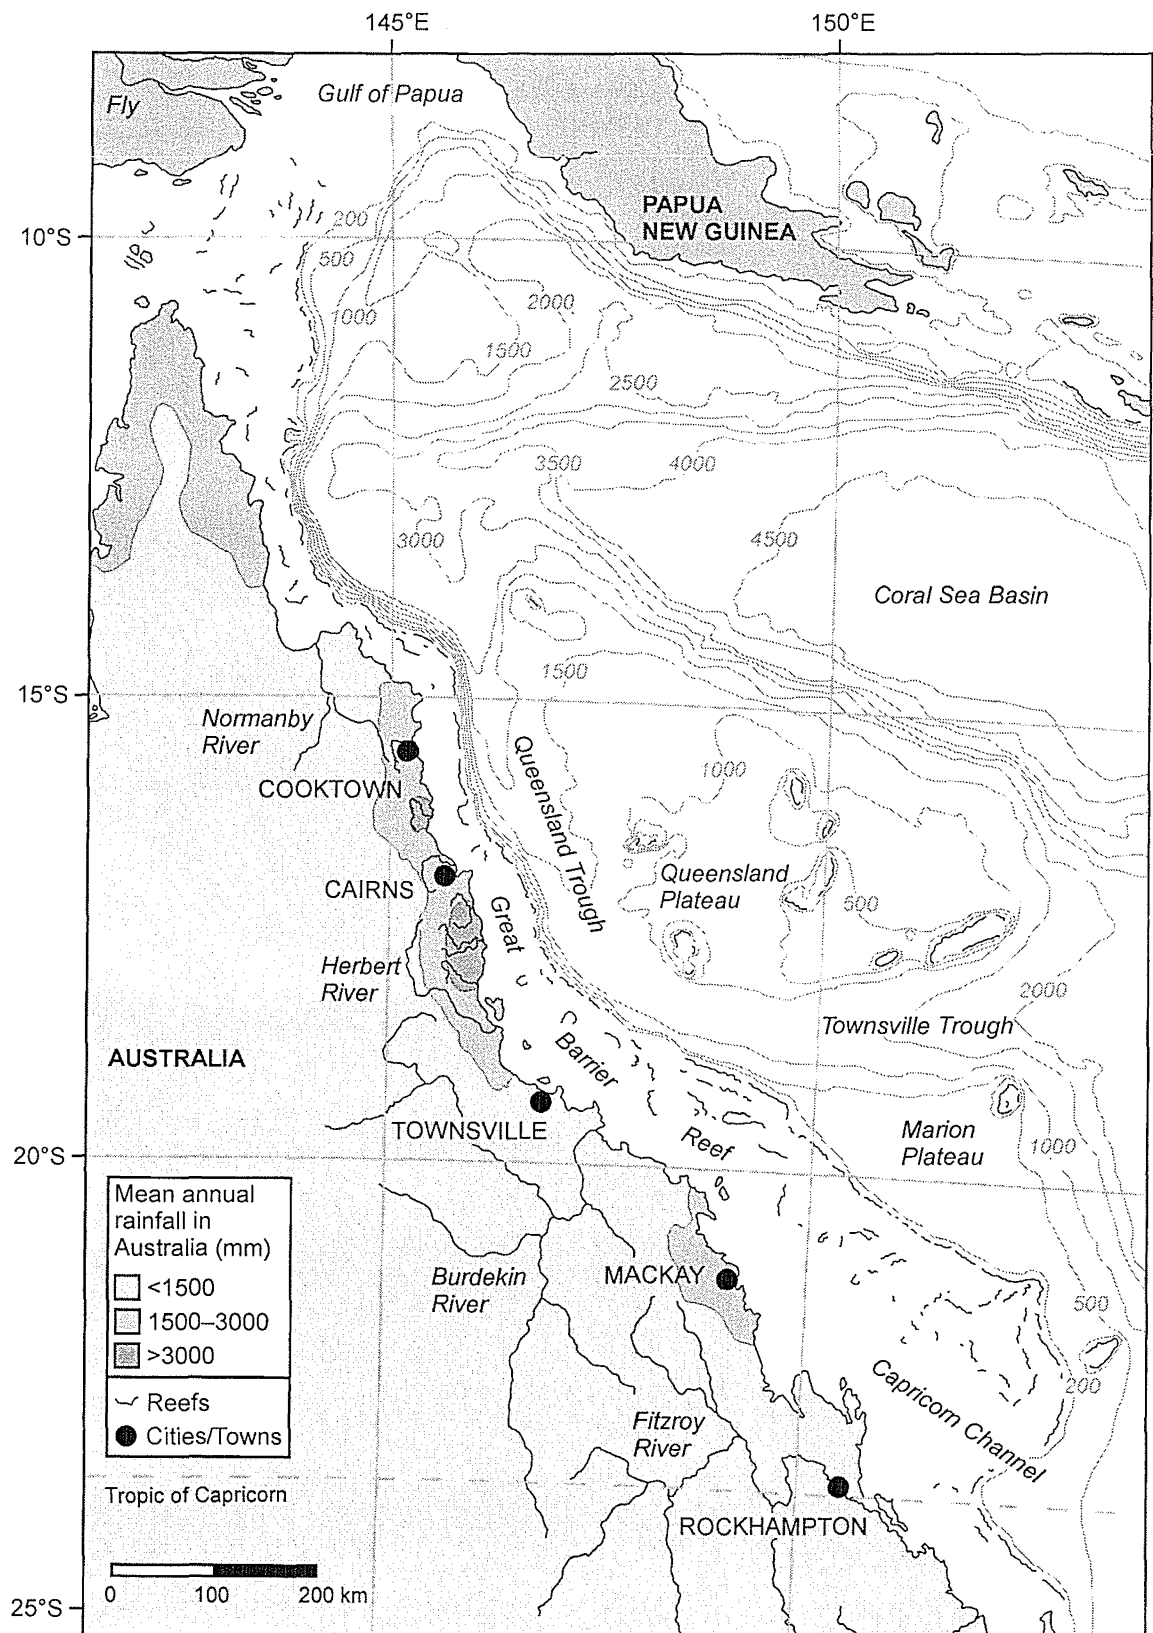 145°E
150°E
Fly
Gulf of Papua
PAPUA
NEW GUINEA
10°S
200
500
1000
2000
1500
2500
3500
4000
3000
4500
Coral Sea Basin
1500
15°S
Normanby
River
COOKTOWN
Queensland Trough
1000
CAIRNS
Queensland
Plateau
500
Great
Herbert
River
2000
Townsville Trough
Barrier
AUSTRALIA
TOWNSVILLE
Reef
Marion
Plateau
1000
20°S
Mean annual
rainfall in
Australia (mm)
<1500
1500–3000
>3000
Reefs
Cities/Towns
Burdekin
River
MACKAY
500
200
Capricorn Channel
Fitzroy
River
Tropic of Capricorn
ROCKHAMPTON
0 100 200 km
25°S